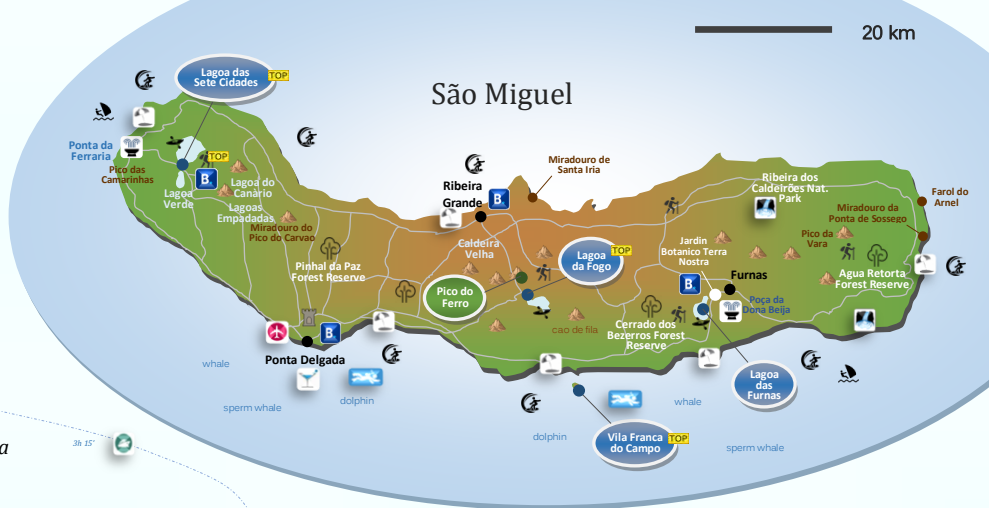 20 km
São Miguel
Lagoa das
Sete Cidades
TOP
Ponta da
Ferraria
Pico das
Camarinhas
TOP
Lagoa
Verde
B
Lagoa do
Canário
Lagoas
Empadadas
Miradouro do
Pico do Carvao
Pinhal da Paz
Forest Reserve
Ribeira
Grande
B
Miradouro de
Santa Iria
Caldeira
Velha
Lagoa
da Fogo
TOP
Pico do
Ferro
cao de fila
Ribeira dos
Caldeirões Nat.
Park
Farol do
Arnel
Miradouro da
Ponta de Sossego
Pico da
Vara
Jardin
Botanico Terra
Nostra
B
Furnas
Poça da
Dona Beija
Agua Retorta
Forest Reserve
Cerrado dos
Bezerros Forest
Reserve
B
Ponta Delgada
whale
sperm whale
dolphin
Lagoa
das
Furnas
whale
dolphin
Vila Franca
do Campo
TOP
sperm whale
3h 15'
a